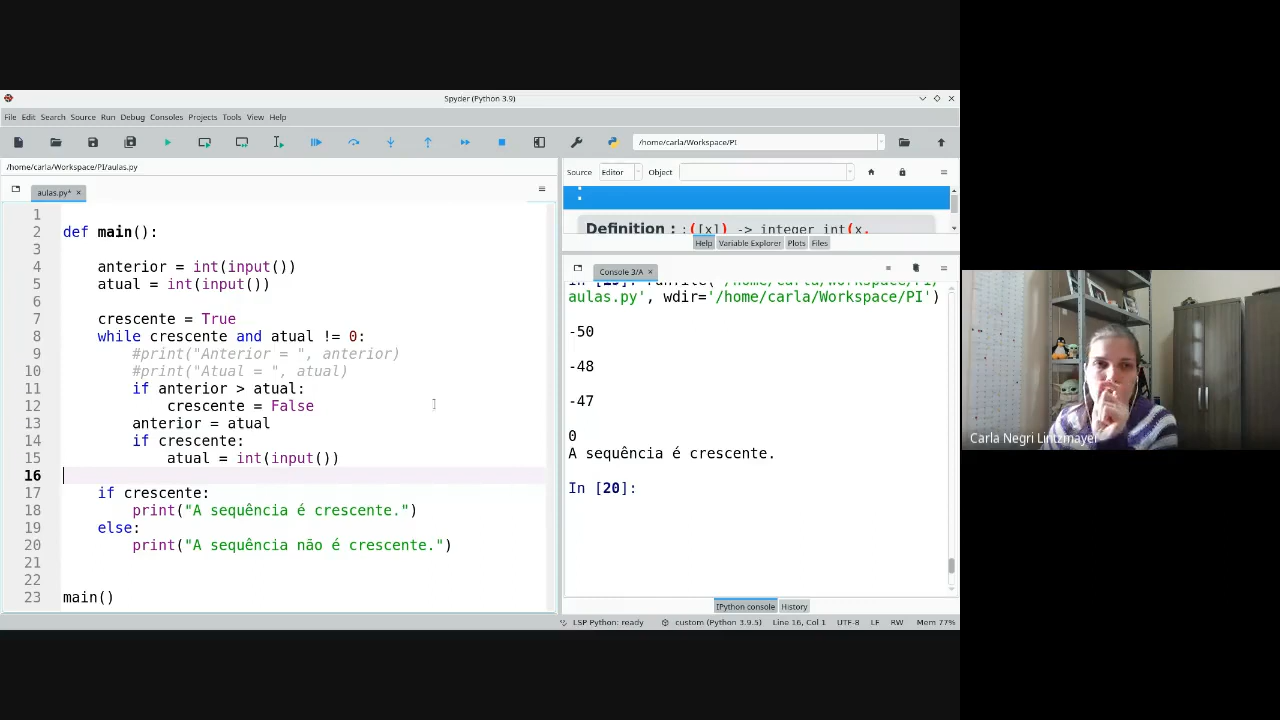 Spyder (Python 3.9)
File Edit Search Source Run Debug Consoles Projects Tools View Help
/home/carla/Workspace/PI
/home/carla/Workspace/PI/aulas.py
aulas.py* ×
1
2 def main():
3
4 anterior = int(input())
5 atual = int(input())
6
7 crescente = True
8 while crescente and atual != 0:
9 #print("Anterior = ", anterior)
10 #print("Atual = ", atual)
11 if anterior > atual:
12 crescente = False
13 anterior = atual
14 if crescente:
15 atual = int(input())
16
17 if crescente:
18 print("A sequência é crescente.")
19 else:
20 print("A sequência não é crescente.")
21
22
23 main()
Source Editor Object
:
Definition : :([x]) -> integer int(x,
Help Variable Explorer Plots Files
Console 3/A ×
aulas.py', wdir='/home/carla/Workspace/PI')
-50
-48
-47
0
A sequência é crescente.
In [20]:
IPython console History
LSP Python: ready custom (Python 3.9.5) Line 16, Col 1 UTF-8 LF RW Mem 77%
Carla Negri Lintzmayer